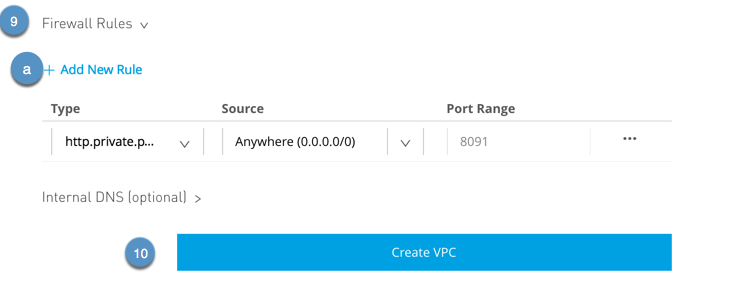 9 Firewall Rules
a + Add New Rule
Type Source Port Range
http.private.p... Anywhere (0.0.0.0/0) 8091 ...
Internal DNS (optional) >
10 Create VPC